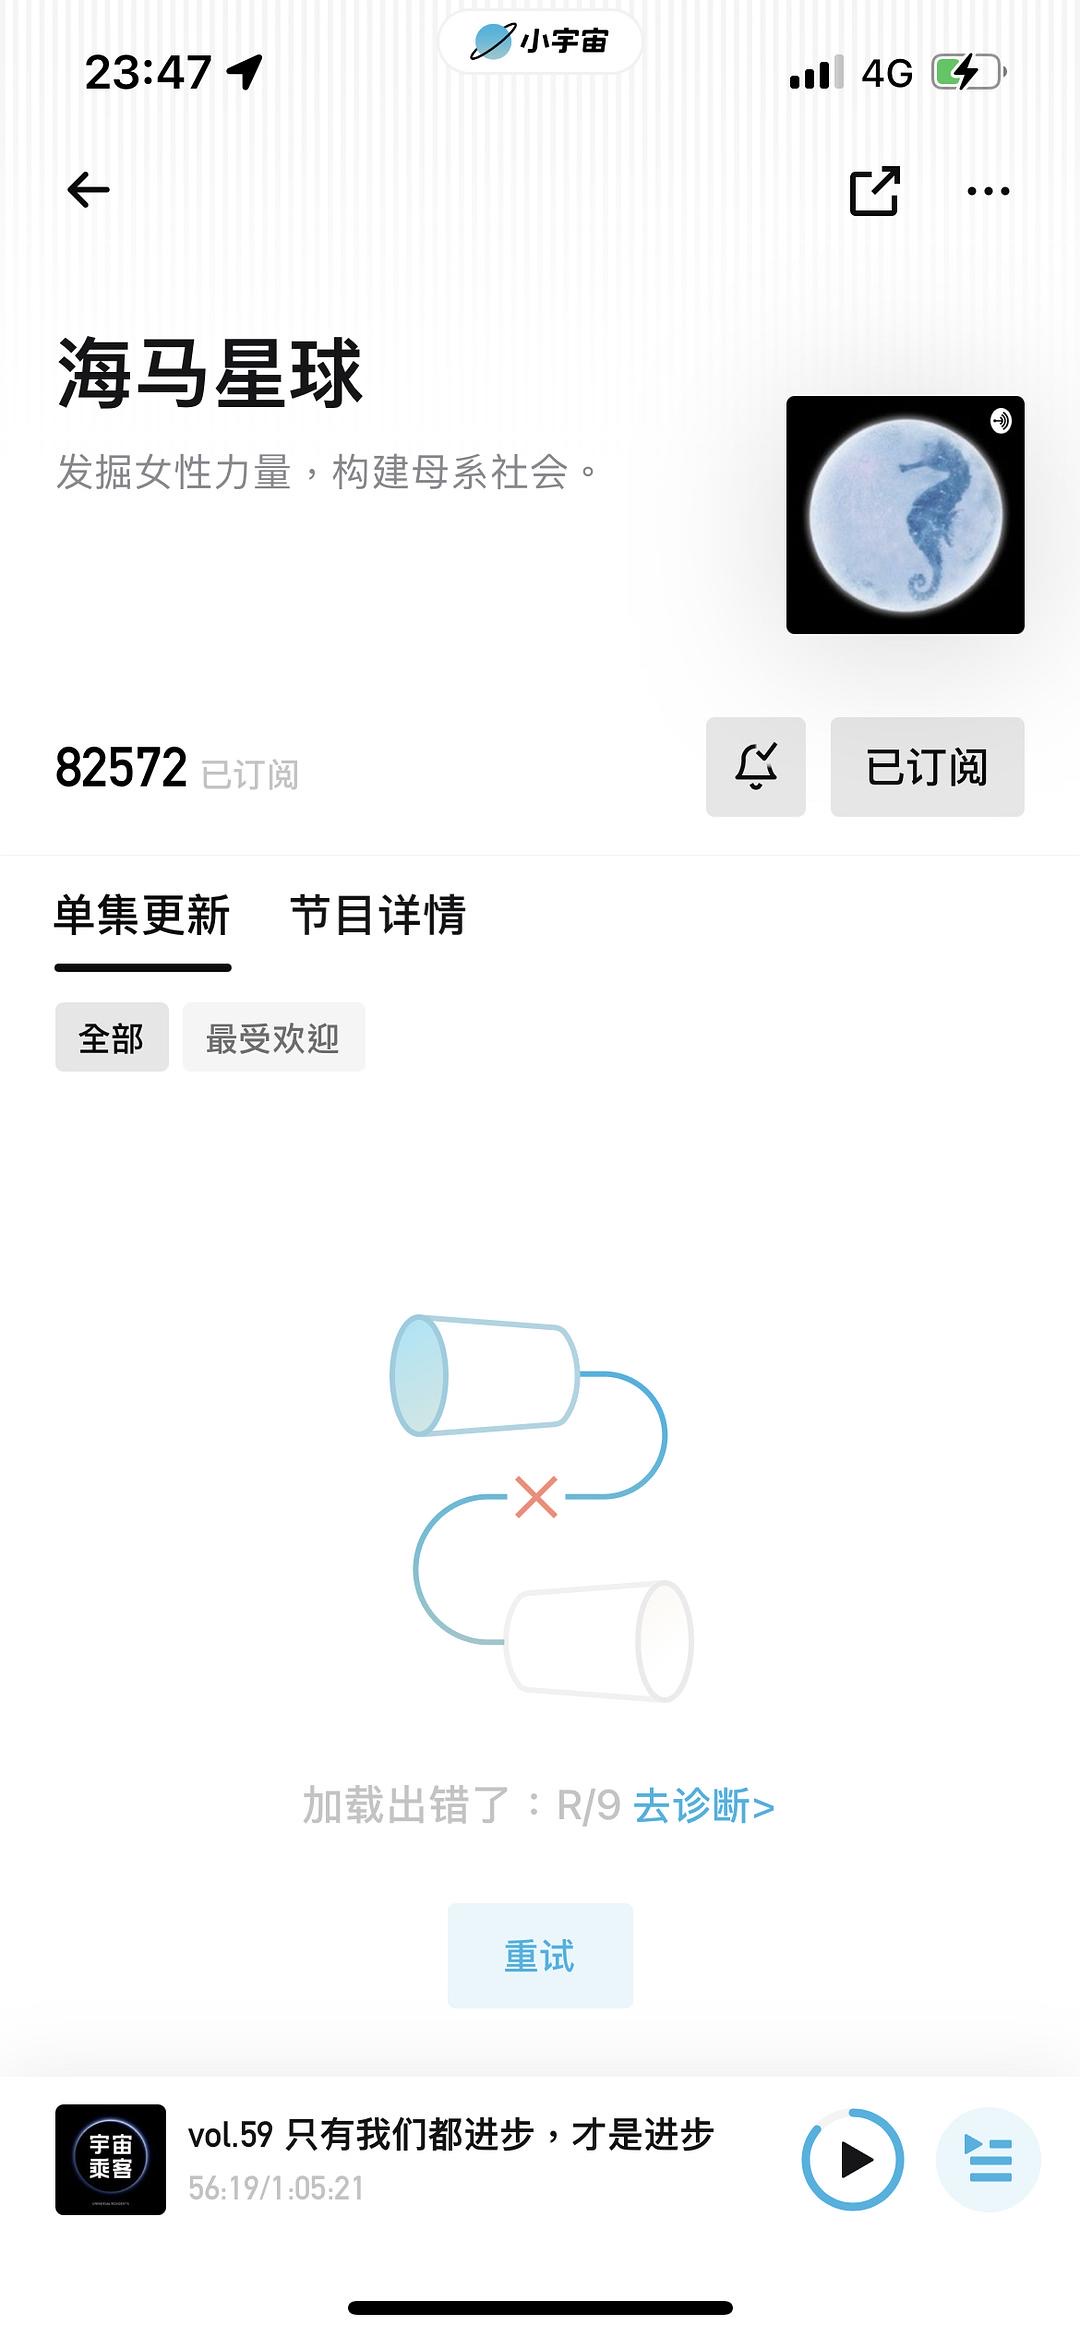 小宇宙
23:47
4G
海马星球
发掘女性力量，构建母系社会。
82572 已订阅
已订阅
单集更新 节目详情
全部 最受欢迎
加载出错了：R/9 去诊断>
重试
宇宙
乘客
vol.59 只有我们都进步，才是进步
56:19/1:05:21